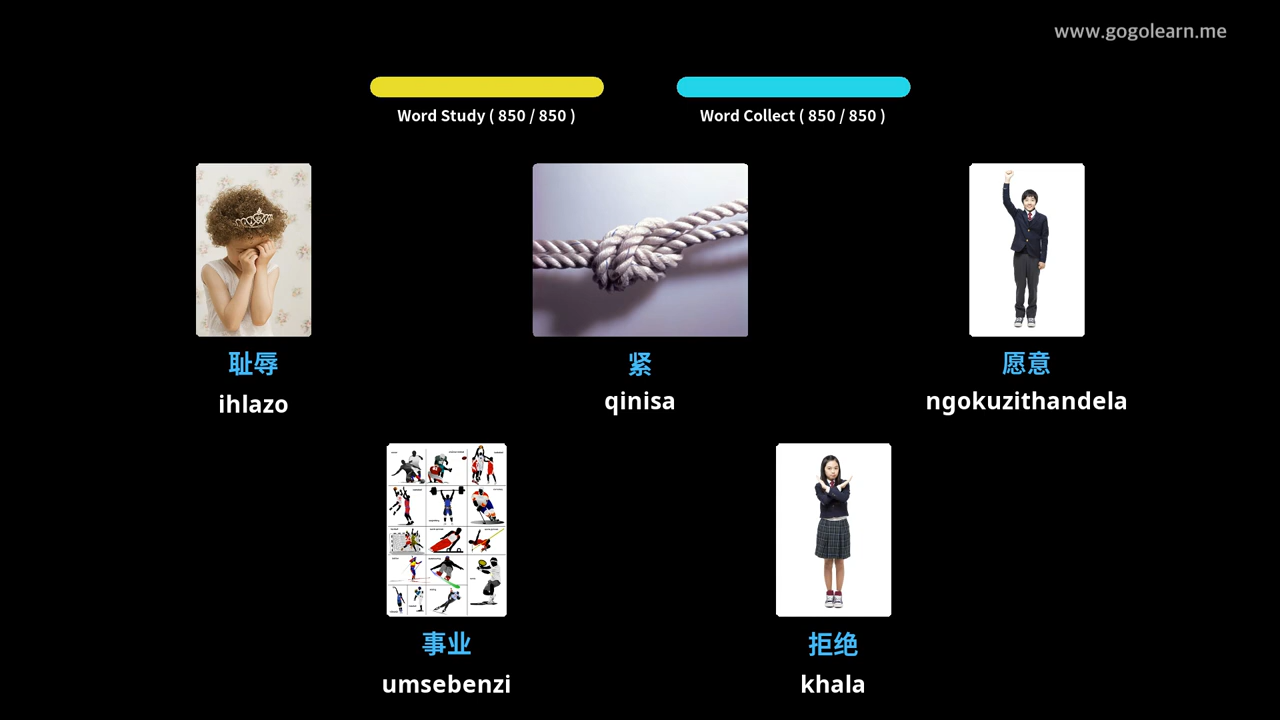 www.gogolearn.me
Word Study ( 850 / 850 )
Word Collect ( 850 / 850 )
耻辱
ihlazo
紧
qinisa
愿意
ngokuzithandela
事业
umsebenzi
拒绝
khala